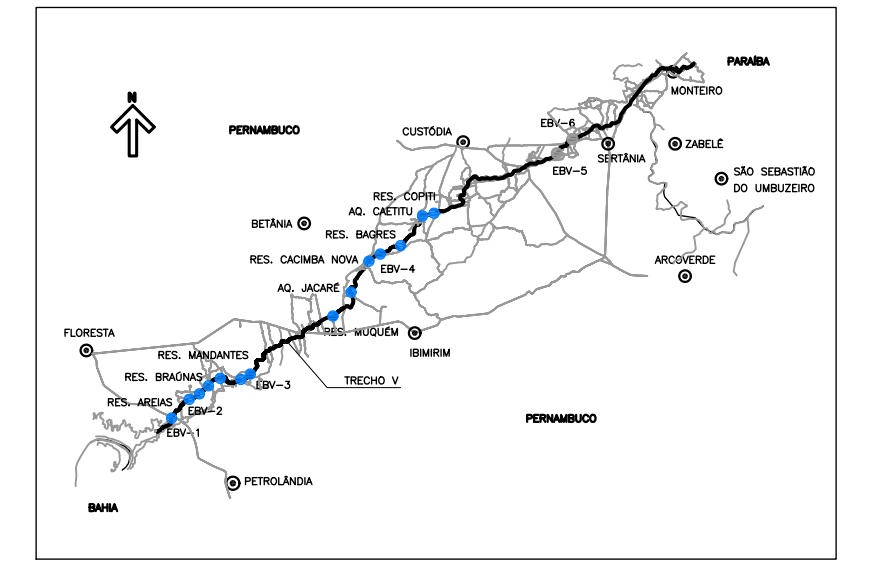 PARAÍBA
MONTEIRO
N
PERNAMBUCO
CUSTÓDIA
EBV-6
ZABELÊ
SERTÂNIA
EBV-5
SÃO SEBASTIÃO
DO UMBUZEIRO
RES. COPITI
AQ. CAETITU
BETÂNIA
RES. BAGRES
RES. CACIMBA NOVA
EBV-4
ARCOVERDE
AQ. JACARÉ
FLORESTA
RES. MUQUÉM
IBIMIRIM
RES. MANDANTES
RES. BRAÚNAS
EBV-3
TRECHO V
RES. AREIAS
EBV-2
PERNAMBUCO
EBV-1
PETROLÂNDIA
BAHIA